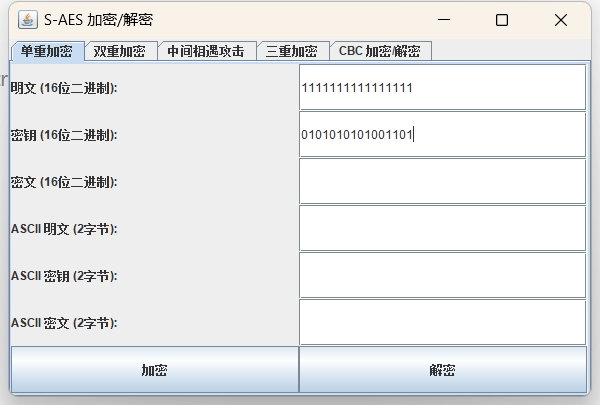 S-AES 加密/解密
单重加密 双重加密 中间相遇攻击 三重加密 CBC 加密/解密
明文 (16位二进制): 1111111111111111
密钥 (16位二进制): 0101010101001101
密文 (16位二进制):
ASCII 明文 (2字节):
ASCII 密钥 (2字节):
ASCII 密文 (2字节):
加密 解密